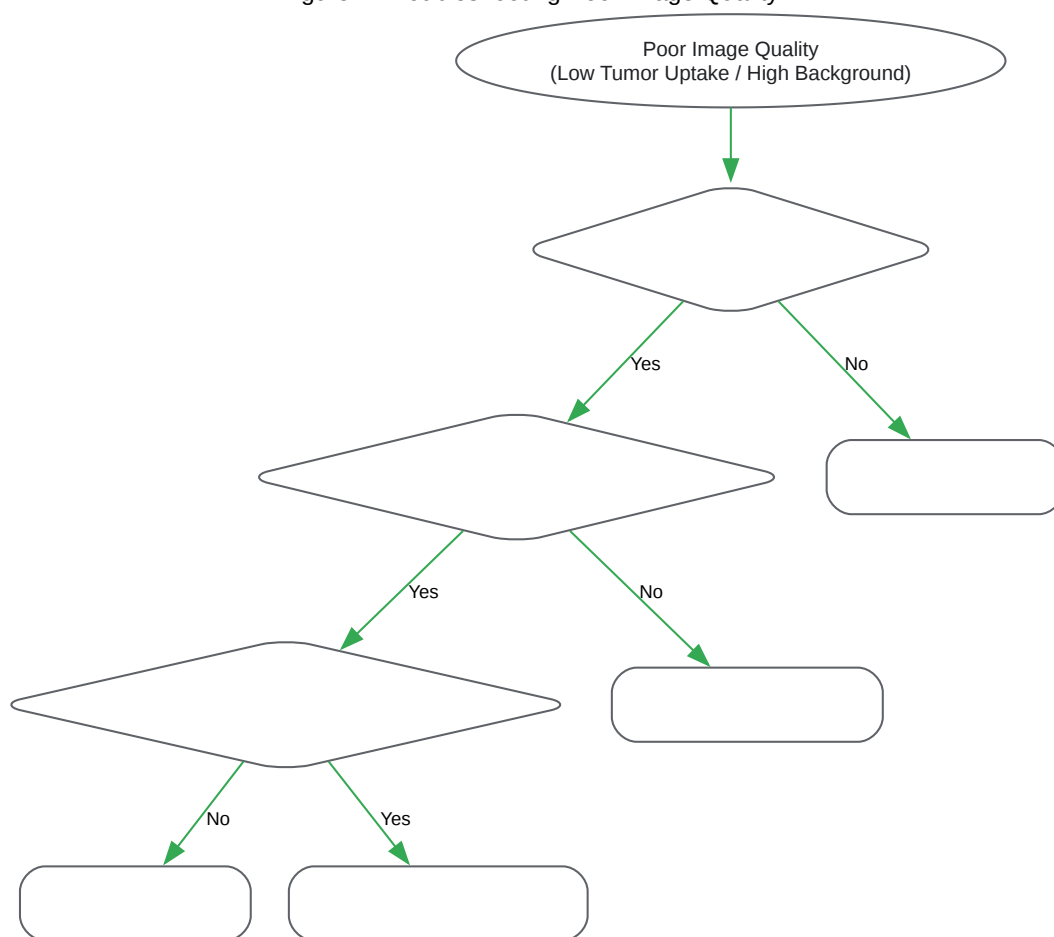 Poor Image Quality
(Low Tumor Uptake / High Background)
Yes
No
Yes
No
No
Yes